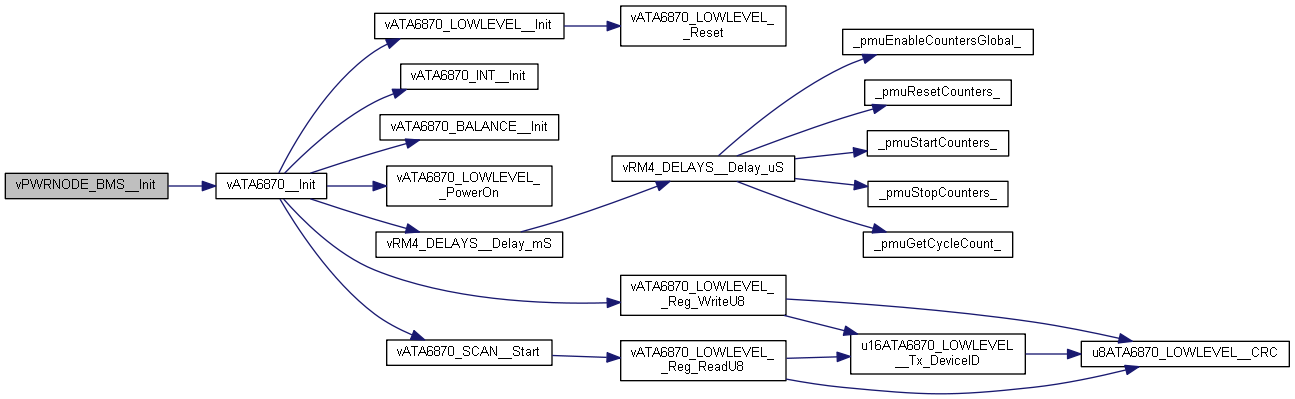 vPWRNODE_BMS__Init
vATA6870__Init
vATA6870_LOWLEVEL__Init
vATA6870_LOWLEVEL_
_Reset
vATA6870_INT__Init
vATA6870_BALANCE__Init
vATA6870_LOWLEVEL_
_PowerOn
vRM4_DELAYS__Delay_mS
vRM4_DELAYS__Delay_uS
_pmuEnableCountersGlobal_
_pmuResetCounters_
_pmuStartCounters_
_pmuStopCounters_
_pmuGetCycleCount_
vATA6870_LOWLEVEL_
_Reg_WriteU8
vATA6870_SCAN__Start
vATA6870_LOWLEVEL_
_Reg_ReadU8
u16ATA6870_LOWLEVEL
__Tx_DeviceID
u8ATA6870_LOWLEVEL__CRC